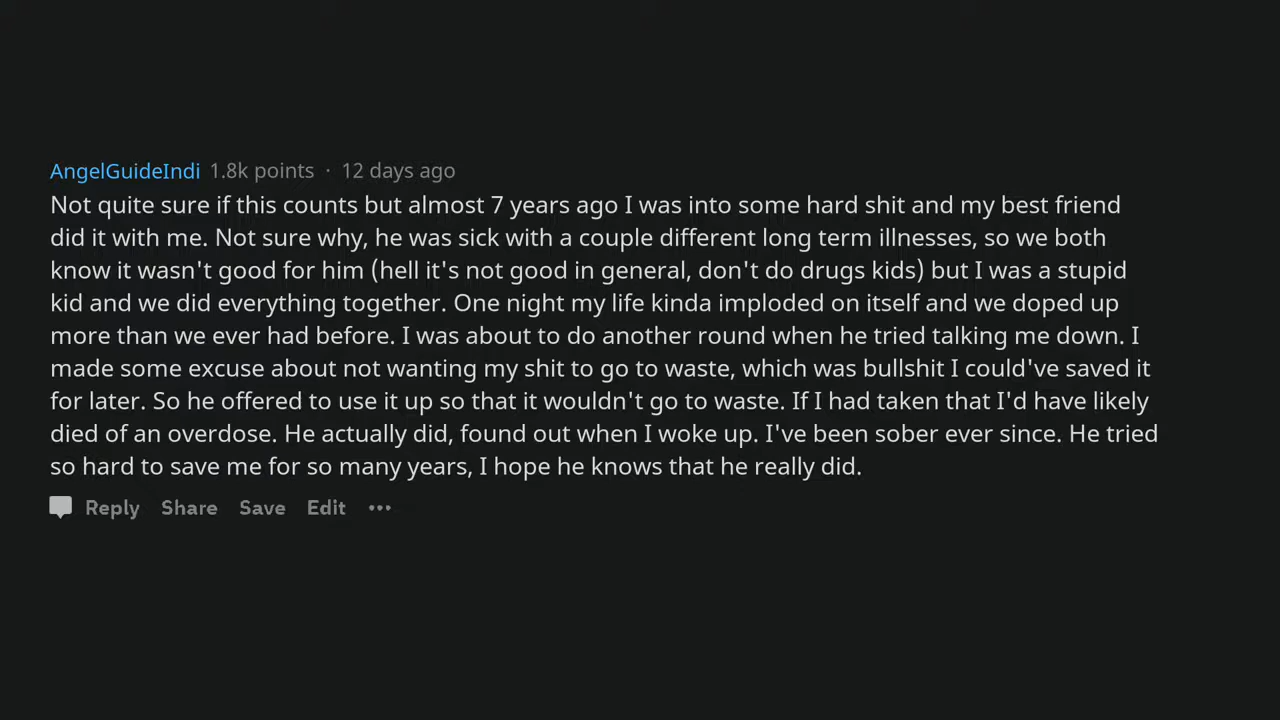 AngelGuideIndi 1.8k points · 12 days ago
Not quite sure if this counts but almost 7 years ago I was into some hard shit and my best friend
did it with me. Not sure why, he was sick with a couple different long term illnesses, so we both
know it wasn't good for him (hell it's not good in general, don't do drugs kids) but I was a stupid
kid and we did everything together. One night my life kinda imploded on itself and we doped up
more than we ever had before. I was about to do another round when he tried talking me down. I
made some excuse about not wanting my shit to go to waste, which was bullshit I could've saved it
for later. So he offered to use it up so that it wouldn't go to waste. If I had taken that I'd have likely
died of an overdose. He actually did, found out when I woke up. I've been sober ever since. He tried
so hard to save me for so many years, I hope he knows that he really did.
Reply Share Save Edit •••